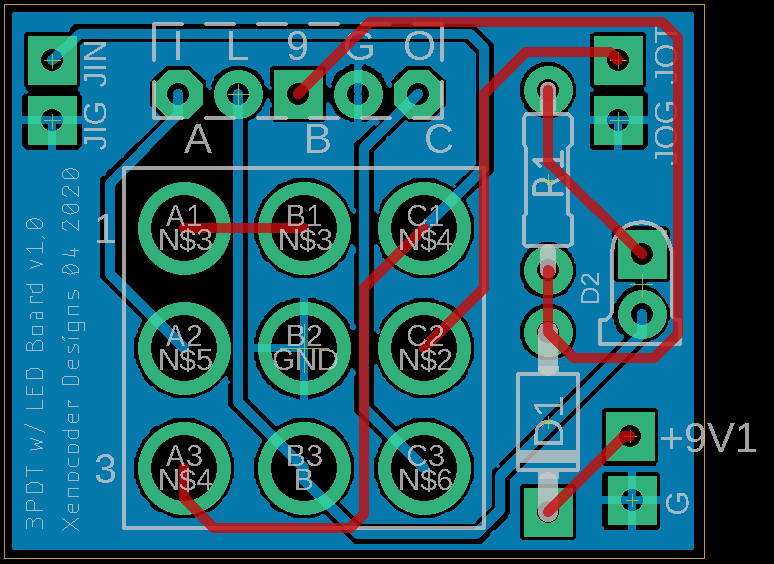 I L 9 G O
JIN
JIG
A B C
JOT
JOG
R1
1
A1
N$3
B1
N$3
C1
N$4
A2
N$5
B2
GND
C2
N$2
D2
3
A3
N$4
B3
B
C3
N$6
D1
+9V1
G
3PDT w/ LED Board v1.0
Xenocoder Designs 04 2020